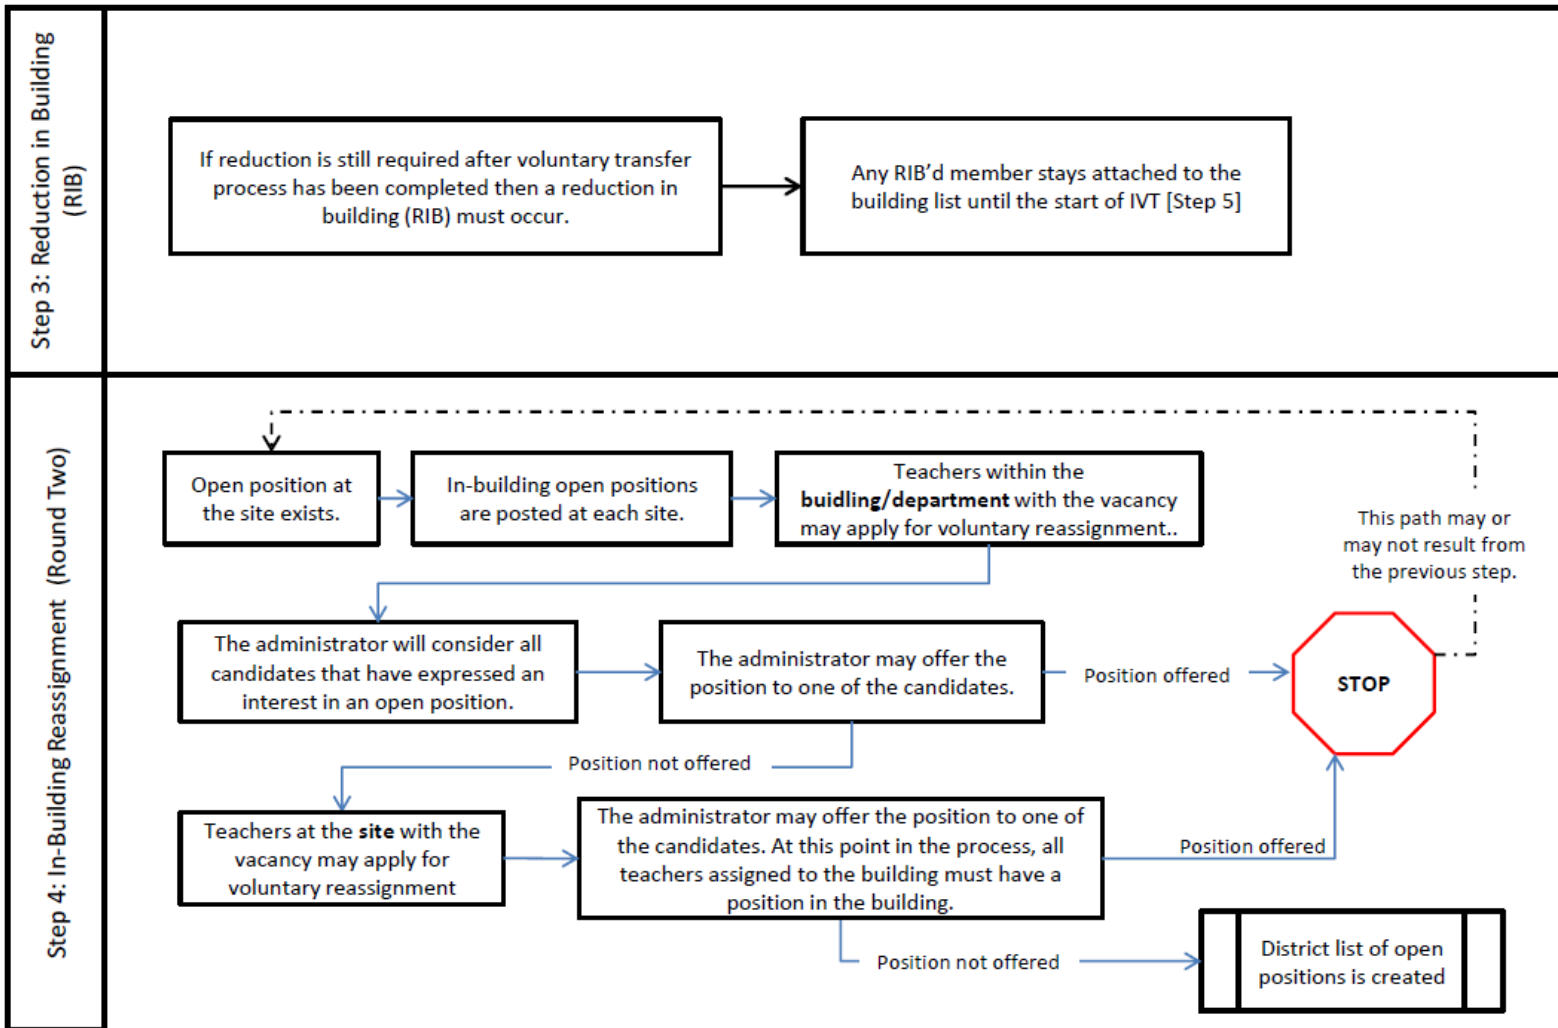 Step 3: Reduction in Building
(RIB)
If reduction is still required after voluntary transfer
process has been completed then a reduction in
building (RIB) must occur.
Any RIB’d member stays attached to the
building list until the start of IVT [Step 5]
Step 4: In-Building Reassignment (Round Two)
Open position at
the site exists.
In-building open positions
are posted at each site.
Teachers within the
buidling/department with the vacancy
may apply for voluntary reassignment..
This path may or
may not result from
the previous step.
The administrator will consider all
candidates that have expressed an
interest in an open position.
The administrator may offer the
position to one of the candidates.
Position offered
STOP
Position not offered
Teachers at the site with the
vacancy may apply for
voluntary reassignment
The administrator may offer the position to one of
the candidates. At this point in the process, all
teachers assigned to the building must have a
position in the building.
Position offered
Position not offered
District list of open
positions is created